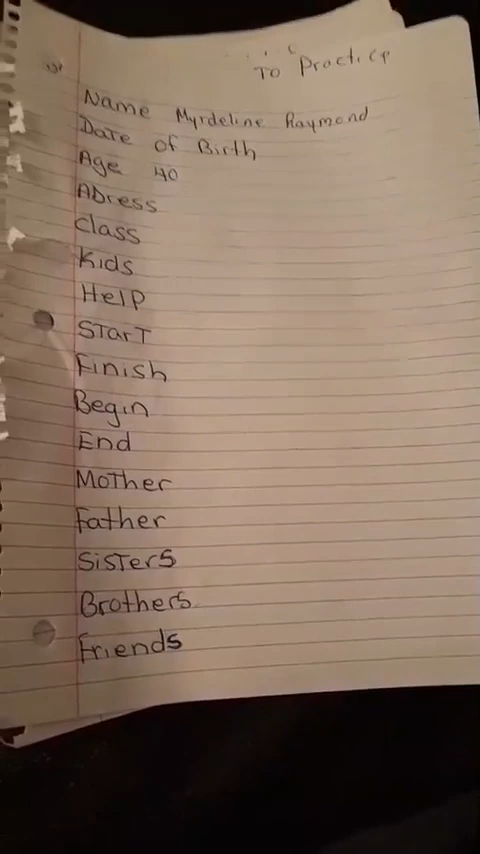 To Practice
Name Myrdeline Raymond
Date of Birth
Age 40
ADress
Class
Kids
Help
Start
Finish
Begin
End
Mother
Father
Sisters
Brothers
Friends